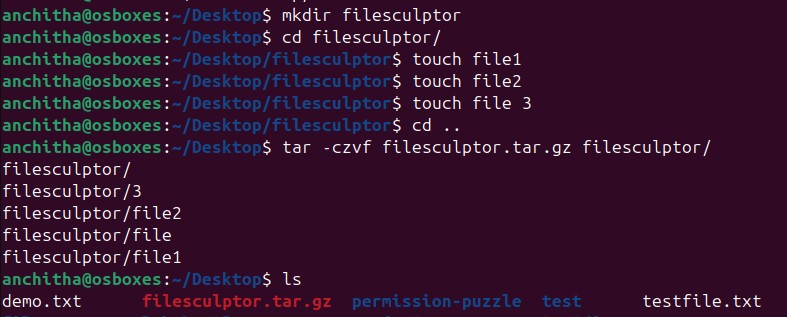 anchitha@osboxes:~/Desktop$ mkdir filesculptor
anchitha@osboxes:~/Desktop$ cd filesculptor/
anchitha@osboxes:~/Desktop/filesculptor$ touch file1
anchitha@osboxes:~/Desktop/filesculptor$ touch file2
anchitha@osboxes:~/Desktop/filesculptor$ touch file 3
anchitha@osboxes:~/Desktop/filesculptor$ cd ..
anchitha@osboxes:~/Desktop$ tar -czvf filesculptor.tar.gz filesculptor/
filesculptor/
filesculptor/3
filesculptor/file2
filesculptor/file
filesculptor/file1
anchitha@osboxes:~/Desktop$ ls
demo.txt filesculptor.tar.gz permission-puzzle test testfile.txt